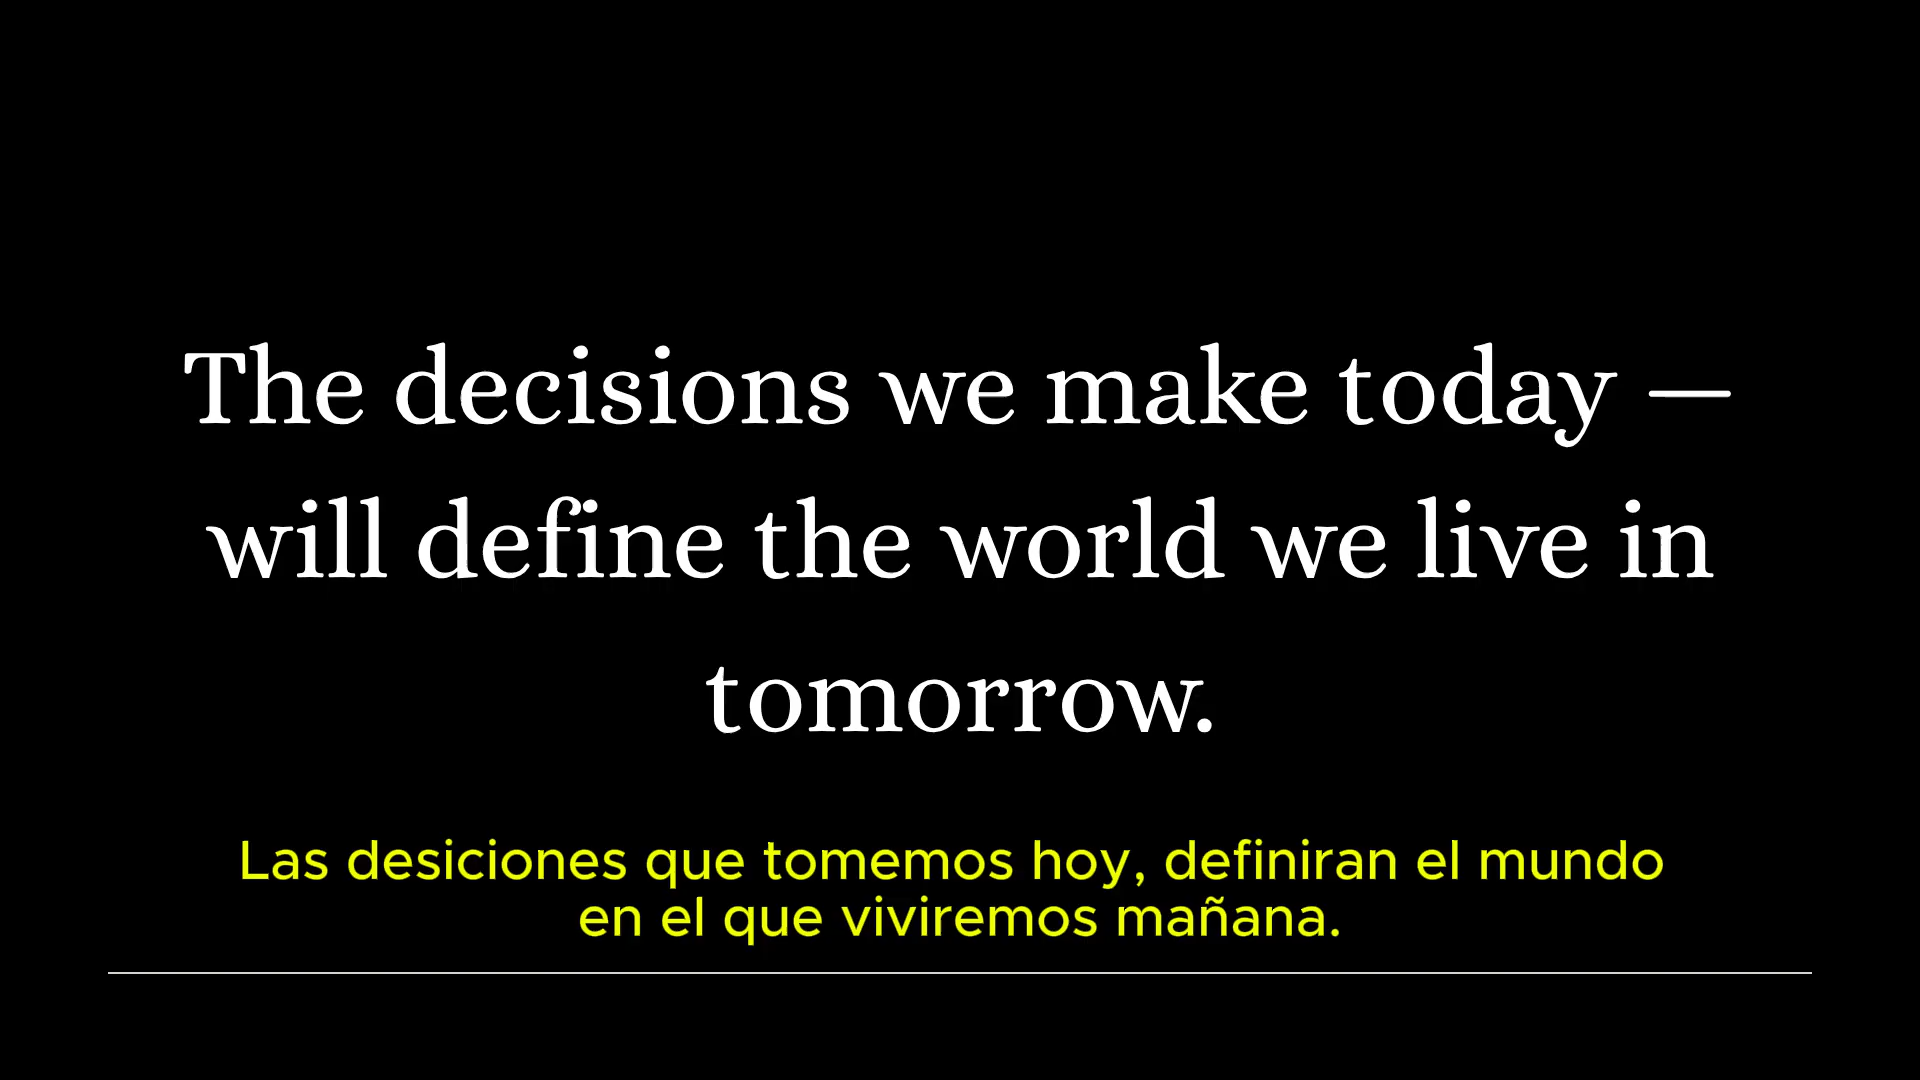 The decisions we make today —
will define the world we live in
tomorrow.
Las desiciones que tomemos hoy, definiran el mundo
en el que viviremos mañana.